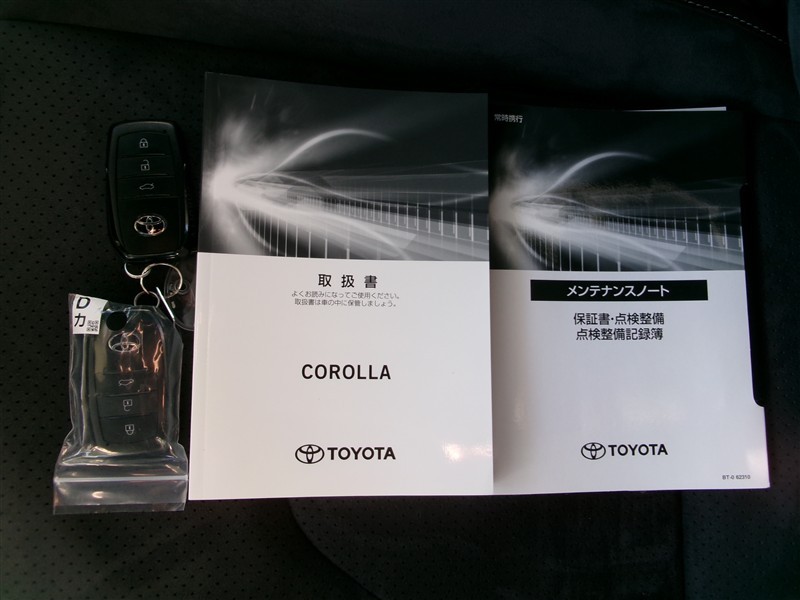 取扱書
よくお読みになってご使用ください。
取扱書は車の中に保管しましょう。
COROLLA
TOYOTA
常時携行
メンテナンスノート
保証書・点検整備
点検整備記録簿
TOYOTA
D
カ